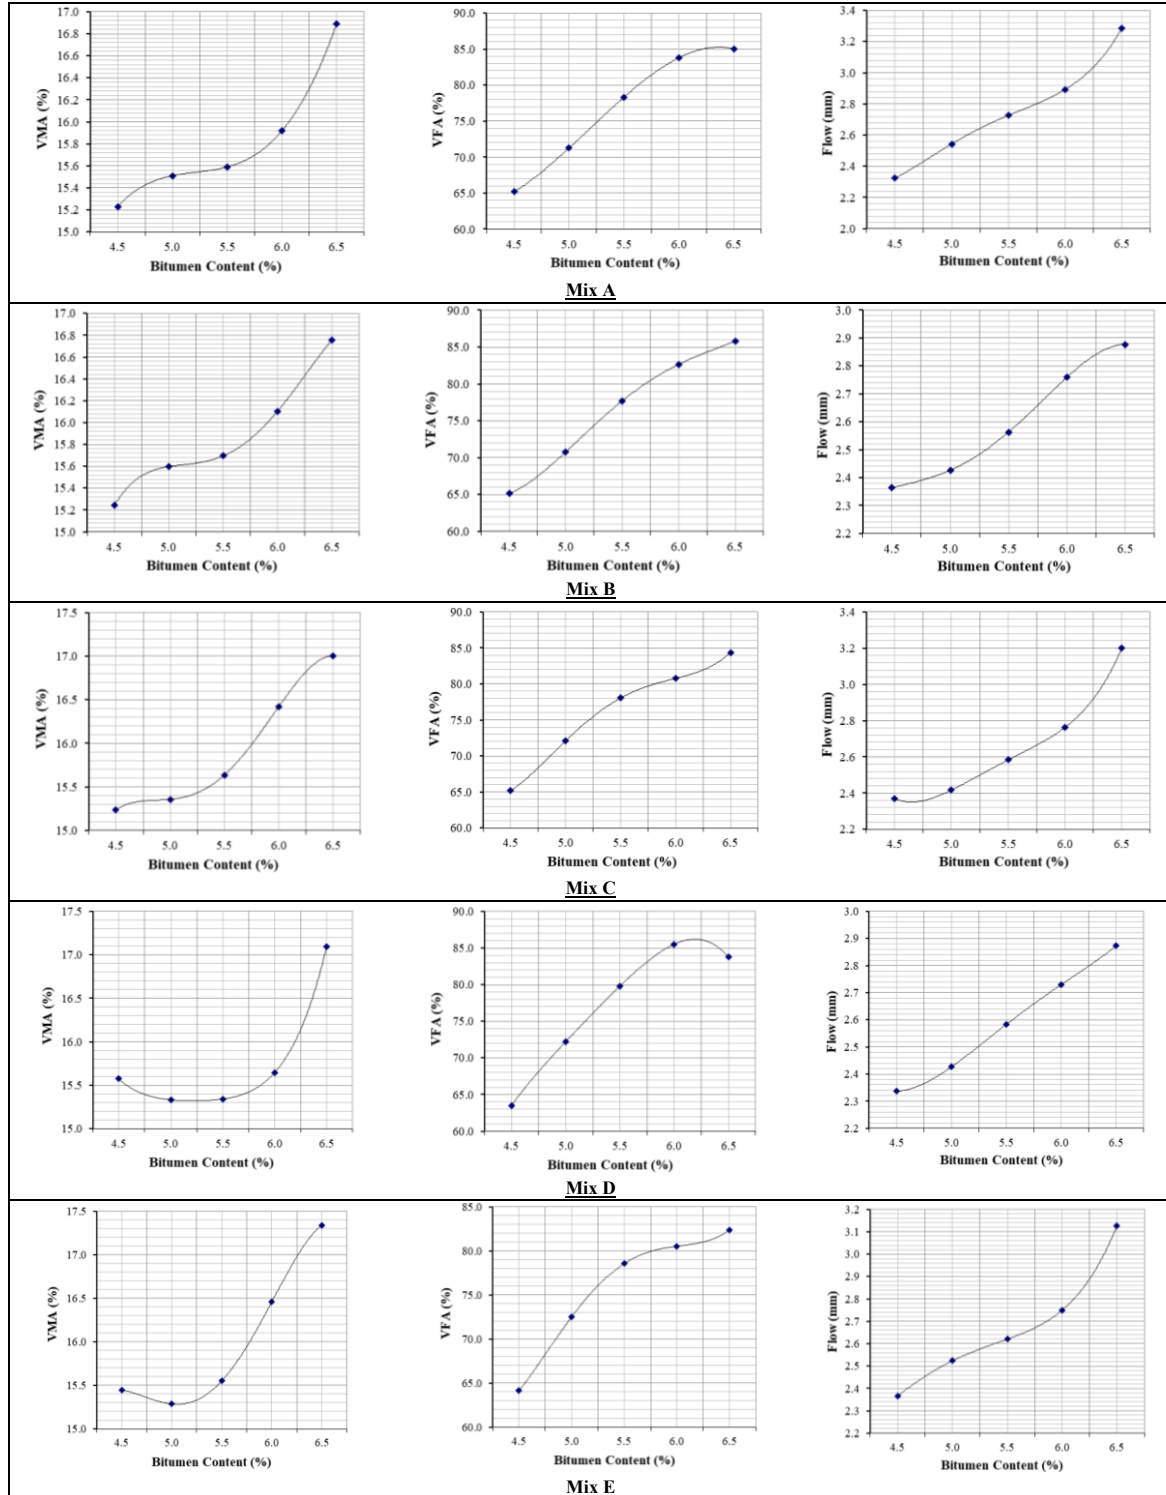 17.0
16.8
16.6
16.4
16.2
16.0
15.8
15.6
15.4
15.2
15.0
VMA (%)
4.5 5.0 5.5 6.0 6.5
Bitumen Content (%)
90.0
85.0
80.0
75.0
70.0
65.0
60.0
VFA (%)
4.5 5.0 5.5 6.0 6.5
Bitumen Content (%)
3.4
3.2
3.0
2.8
2.6
2.4
2.2
2.0
Flow (mm)
4.5 5.0 5.5 6.0 6.5
Bitumen Content (%)
Mix A
17.0
16.8
16.6
16.4
16.2
16.0
15.8
15.6
15.4
15.2
15.0
VMA (%)
4.5 5.0 5.5 6.0 6.5
Bitumen Content (%)
90.0
85.0
80.0
75.0
70.0
65.0
60.0
VFA (%)
4.5 5.0 5.5 6.0 6.5
Bitumen Content (%)
3.0
2.9
2.8
2.7
2.6
2.5
2.4
2.3
2.2
Flow (mm)
4.5 5.0 5.5 6.0 6.5
Bitumen Content (%)
Mix B
17.5
17.0
16.5
16.0
15.5
15.0
VMA (%)
4.5 5.0 5.5 6.0 6.5
Bitumen Content (%)
90.0
85.0
80.0
75.0
70.0
65.0
60.0
VFA (%)
4.5 5.0 5.5 6.0 6.5
Bitumen Content (%)
3.4
3.2
3.0
2.8
2.6
2.4
2.2
Flow (mm)
4.5 5.0 5.5 6.0 6.5
Bitumen Content (%)
Mix C
17.5
17.0
16.5
16.0
15.5
15.0
VMA (%)
4.5 5.0 5.5 6.0 6.5
Bitumen Content (%)
90.0
85.0
80.0
75.0
70.0
65.0
60.0
VFA (%)
4.5 5.0 5.5 6.0 6.5
Bitumen Content (%)
3.0
2.9
2.8
2.7
2.6
2.5
2.4
2.3
2.2
Flow (mm)
4.5 5.0 5.5 6.0 6.5
Bitumen Content (%)
Mix D
17.5
17.0
16.5
16.0
15.5
15.0
VMA (%)
4.5 5.0 5.5 6.0 6.5
Bitumen Content (%)
85.0
80.0
75.0
70.0
65.0
60.0
VFA (%)
4.5 5.0 5.5 6.0 6.5
Bitumen Content (%)
3.2
3.1
3.0
2.9
2.8
2.7
2.6
2.5
2.4
2.3
2.2
Flow (mm)
4.5 5.0 5.5 6.0 6.5
Bitumen Content (%)
Mix E